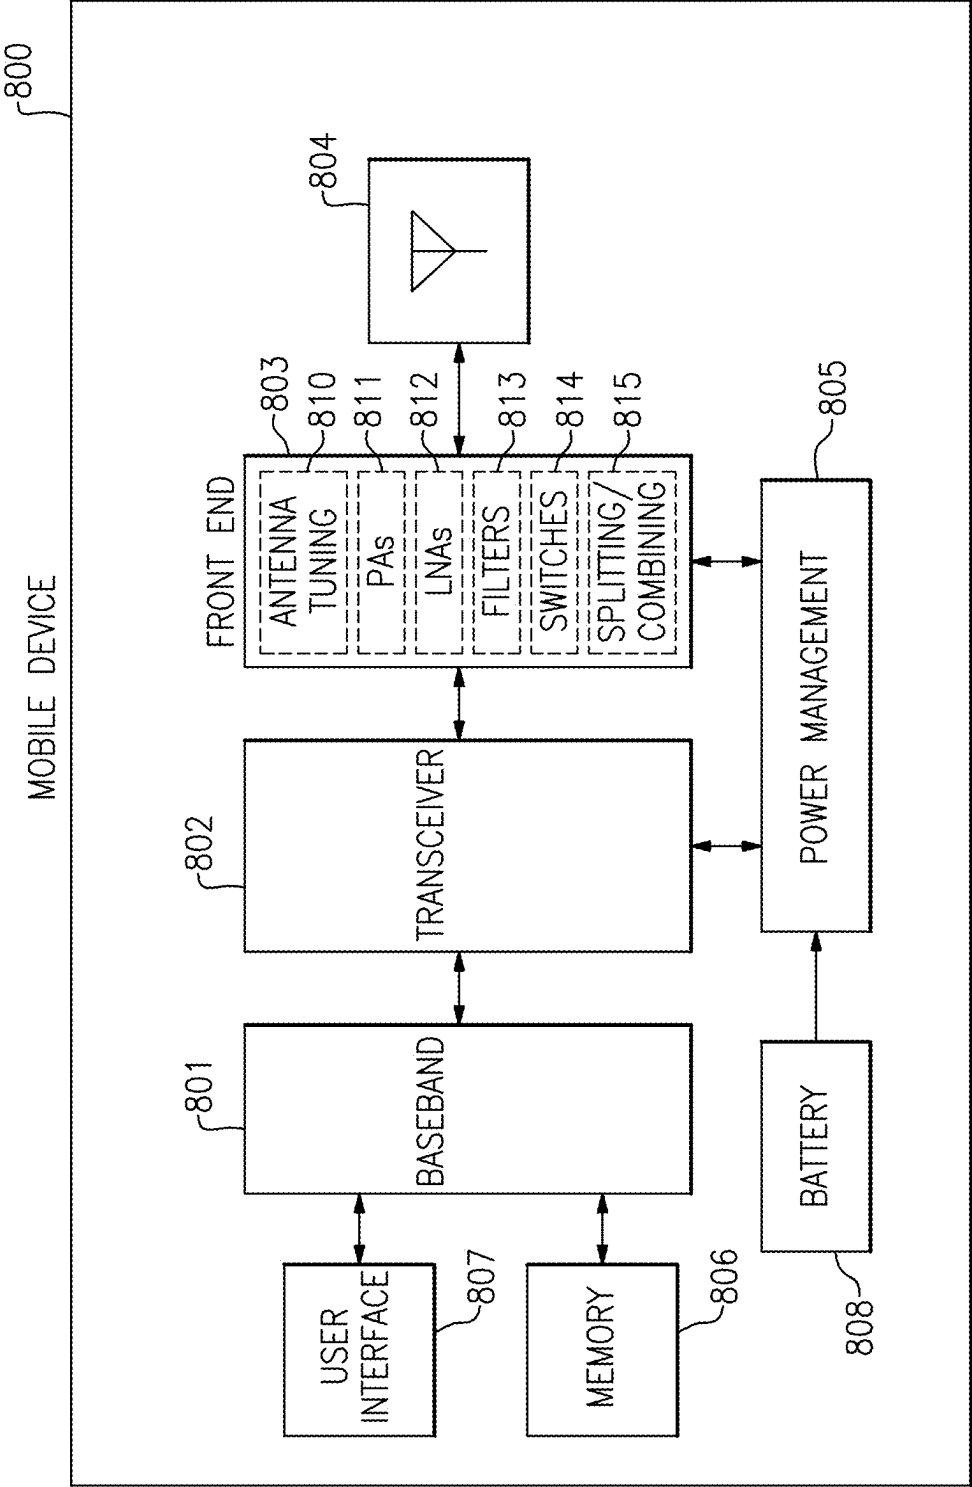 MOBILE DEVICE
800
FRONT END
803
804
ANTENNA
TUNING
810
PAs
811
LNAs
812
FILTERS
813
SWITCHES
814
SPLITTING/
COMBINING
815
802
TRANSCEIVER
801
BASEBAND
USER
INTERFACE
807
MEMORY
806
BATTERY
808
POWER MANAGEMENT
805